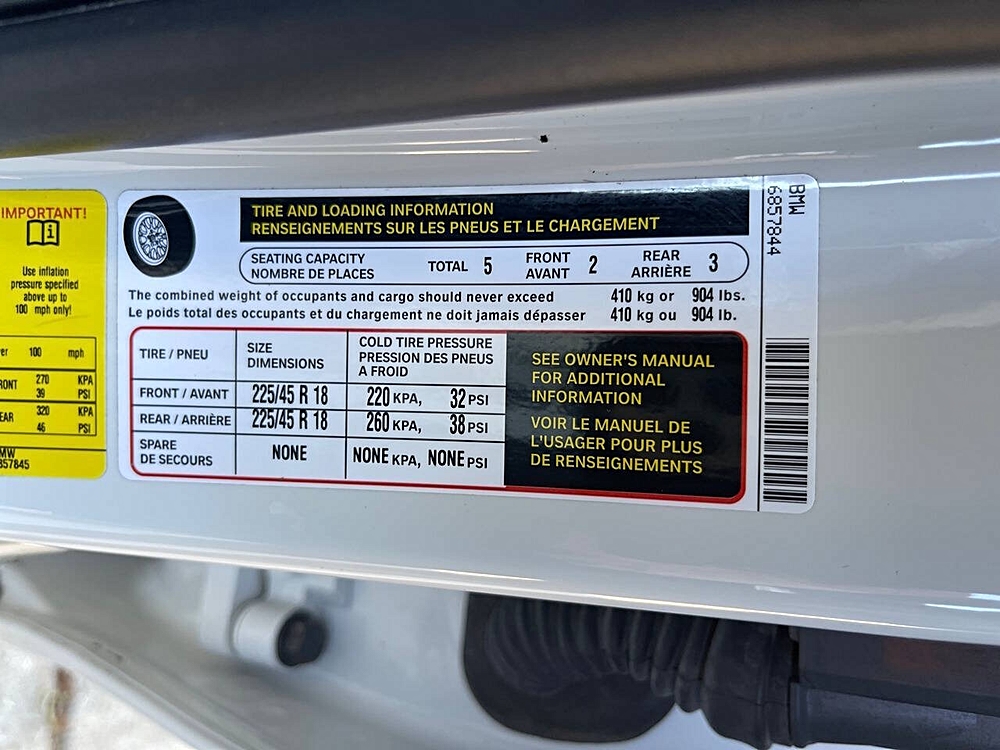 IMPORTANT!
Use inflation
pressure specified
above up to
100 mph only!
100 mph
270 KPA
39 PSI
320 KPA
46 PSI
TIRE AND LOADING INFORMATION
RENSEIGNEMENTS SUR LES PNEUS ET LE CHARGEMENT
SEATING CAPACITY
NOMBRE DE PLACES
TOTAL 5
FRONT
AVANT 2
REAR
ARRIÈRE 3
The combined weight of occupants and cargo should never exceed 410 kg or 904 lbs.
Le poids total des occupants et du chargement ne doit jamais dépasser 410 kg ou 904 lb.
TIRE / PNEU
SIZE
DIMENSIONS
COLD TIRE PRESSURE
PRESSION DES PNEUS
A FROID
FRONT / AVANT 225/45 R 18 220 KPA, 32 PSI
REAR / ARRIÈRE 225/45 R 18 260 KPA, 38 PSI
SPARE
DE SECOURS NONE NONE KPA, NONE PSI
SEE OWNER'S MANUAL
FOR ADDITIONAL
INFORMATION
VOIR LE MANUEL DE
L'USAGER POUR PLUS
DE RENSEIGNEMENTS
BMW
6857844